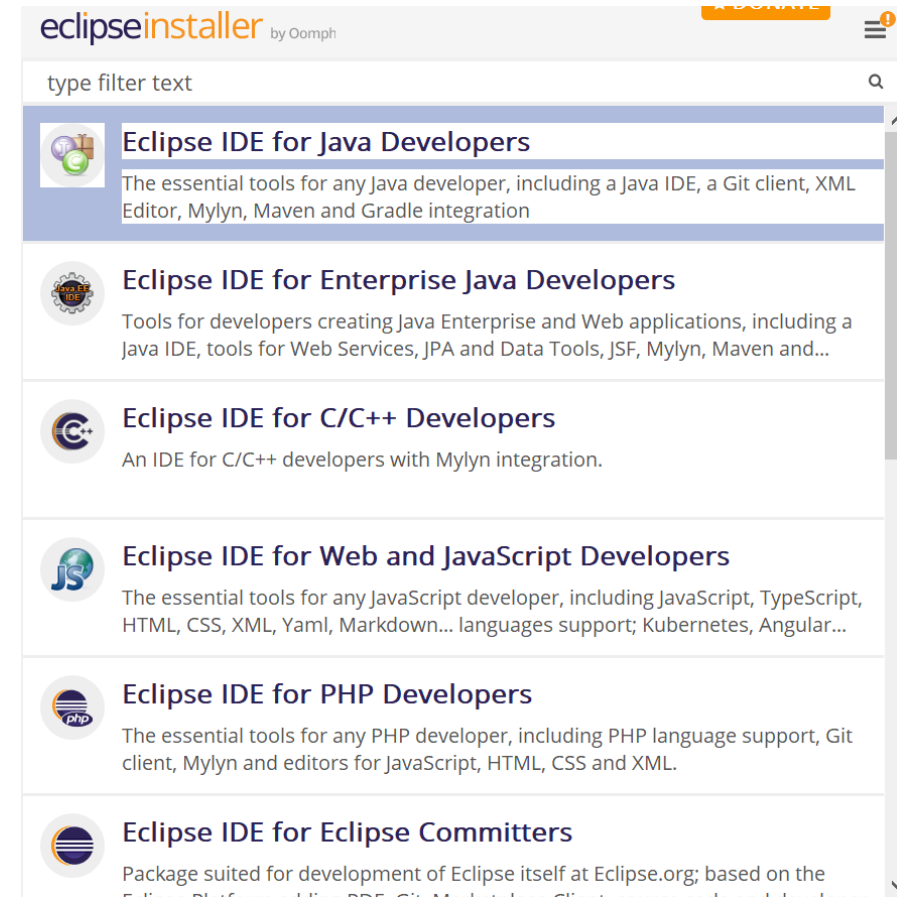 DONATE
eclipseinstaller by Oomph
type filter text
Eclipse IDE for Java Developers
The essential tools for any Java developer, including a Java IDE, a Git client, XML
Editor, Mylyn, Maven and Gradle integration
Java EE
IDE
Eclipse IDE for Enterprise Java Developers
Tools for developers creating Java Enterprise and Web applications, including a
Java IDE, tools for Web Services, JPA and Data Tools, JSF, Mylyn, Maven and...
C++
Eclipse IDE for C/C++ Developers
An IDE for C/C++ developers with Mylyn integration.
JS
Eclipse IDE for Web and JavaScript Developers
The essential tools for any JavaScript developer, including JavaScript, TypeScript,
HTML, CSS, XML, Yaml, Markdown... languages support; Kubernetes, Angular...
php
Eclipse IDE for PHP Developers
The essential tools for any PHP developer, including PHP language support, Git
client, Mylyn and editors for JavaScript, HTML, CSS and XML.
Eclipse IDE for Eclipse Committers
Package suited for development of Eclipse itself at Eclipse.org; based on the